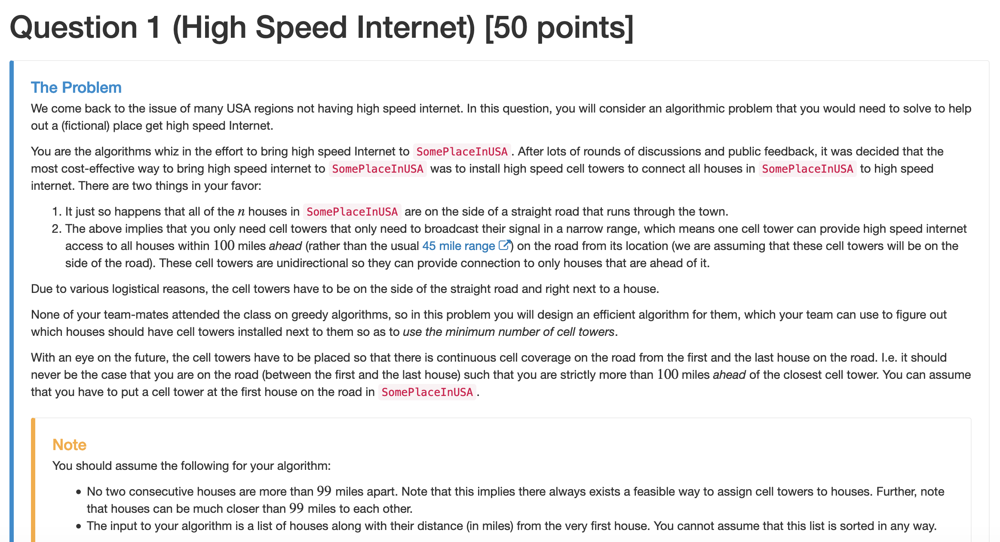 Question 1 (High Speed Internet) [50 points]
The Problem
We come back to the issue of many USA regions not having high speed internet. In this question, you will consider an algorithmic problem that you would need to solve to help
out a (fictional) place get high speed Internet.
You are the algorithms whiz in the effort to bring high speed Internet to SomePlaceInUSA . After lots of rounds of discussions and public feedback, it was decided that the
most cost-effective way to bring high speed internet to SomePlaceInUSA was to install high speed cell towers to connect all houses in SomePlaceInUSA to high speed
internet. There are two things in your favor:
1. It just so happens that all of the n houses in SomePlaceInUSA are on the side of a straight road that runs through the town.
2. The above implies that you only need cell towers that only need to broadcast their signal in a narrow range, which means one cell tower can provide high speed internet
access to all houses within 100 miles ahead (rather than the usual 45 mile range ) on the road from its location (we are assuming that these cell towers will be on the
side of the road). These cell towers are unidirectional so they can provide connection to only houses that are ahead of it.
Due to various logistical reasons, the cell towers have to be on the side of the straight road and right next to a house.
None of your team-mates attended the class on greedy algorithms, so in this problem you will design an efficient algorithm for them, which your team can use to figure out
which houses should have cell towers installed next to them so as to use the minimum number of cell towers.
With an eye on the future, the cell towers have to be placed so that there is continuous cell coverage on the road from the first and the last house on the road. I.e. it should
never be the case that you are on the road (between the first and the last house) such that you are strictly more than 100 miles ahead of the closest cell tower. You can assume
that you have to put a cell tower at the first house on the road in SomePlaceInUSA .
Note
You should assume the following for your algorithm:
• No two consecutive houses are more than 99 miles apart. Note that this implies there always exists a feasible way to assign cell towers to houses. Further, note
that houses can be much closer than 99 miles to each other.
• The input to your algorithm is a list of houses along with their distance (in miles) from the very first house. You cannot assume that this list is sorted in any way.